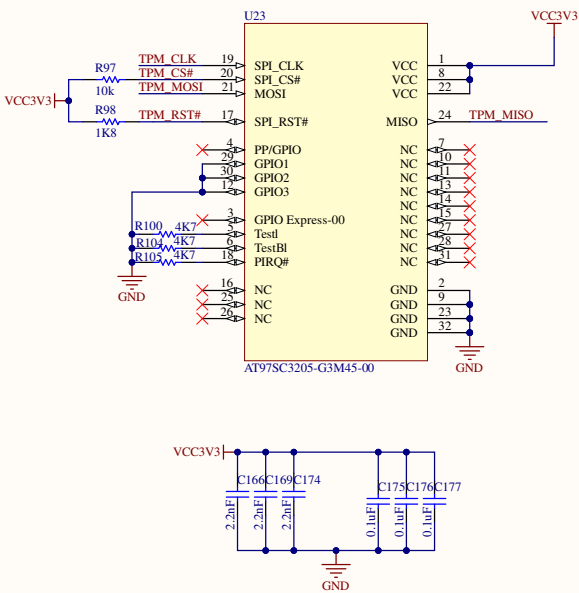 U23
VCC3V3
TPM_CLK 19 SPI_CLK VCC 1
R97 TPM_CS# 20 SPI_CS# VCC 8
10k TPM_MOSI 21 MOSI VCC 22
VCC3V3
R98 TPM_RST# 17 SPI_RST# MISO 24 TPM_MISO
1K8
4 PP/GPIO NC 7
29 GPIO1 NC 10
30 GPIO2 NC 11
12 GPIO3 NC 13
NC 14
3 GPIO Express-00 NC 15
R100 4K7 5 TestI NC 27
R104 4K7 6 TestBI NC 28
R105 4K7 18 PIRQ# NC 31
GND
16 NC GND 2
25 NC GND 9
26 NC GND 23
GND 32
GND
AT97SC3205-G3M45-00
VCC3V3
C166 C169 C174 C175 C176 C177
2.2nF 2.2nF 2.2nF 0.1uF 0.1uF 0.1uF
GND